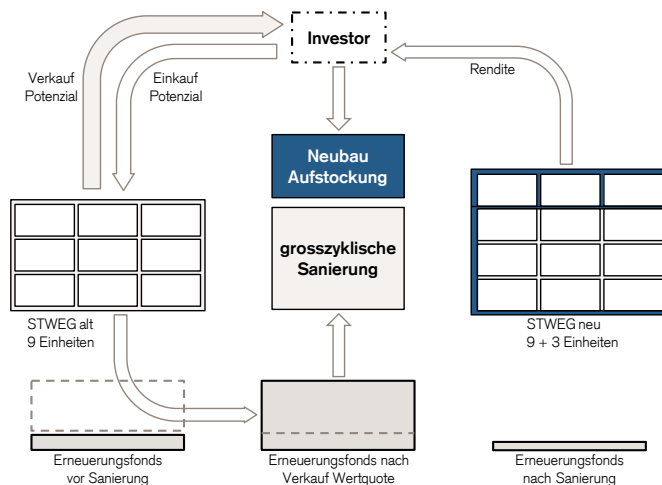 Investor
Verkauf
Potenzial
Einkauf
Potenzial
Rendite
Neubau
Aufstockung
grosszyklische
Sanierung
STWEG alt
9 Einheiten
STWEG neu
9 + 3 Einheiten
Erneuerungsfonds
vor Sanierung
Erneuerungsfonds nach
Verkauf Wertquote
Erneuerungsfonds
nach Sanierung